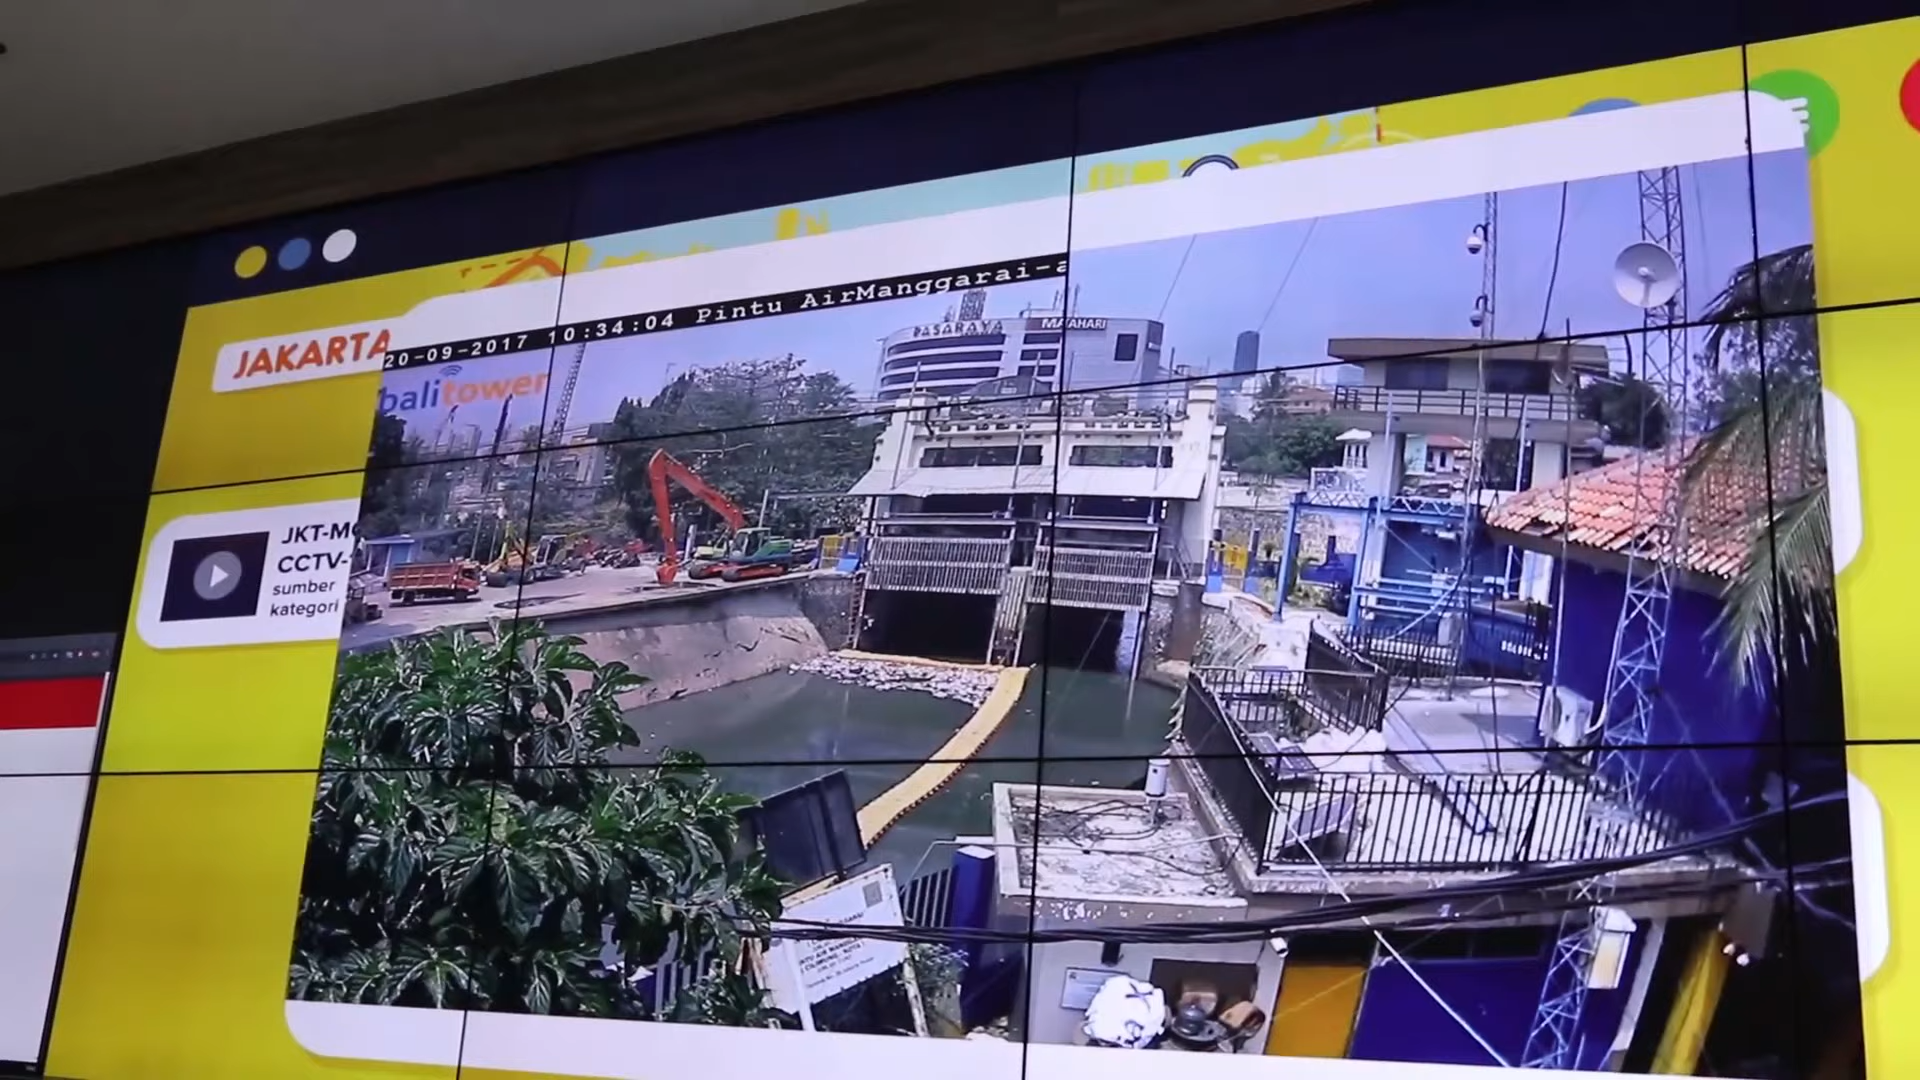 JAKARTA
20-09-2017 10:34:04 Pintu AirManggarai-a
balitower
PASARAYA
MATAHARI
JKT-M
CCTV-
sumber
kategori